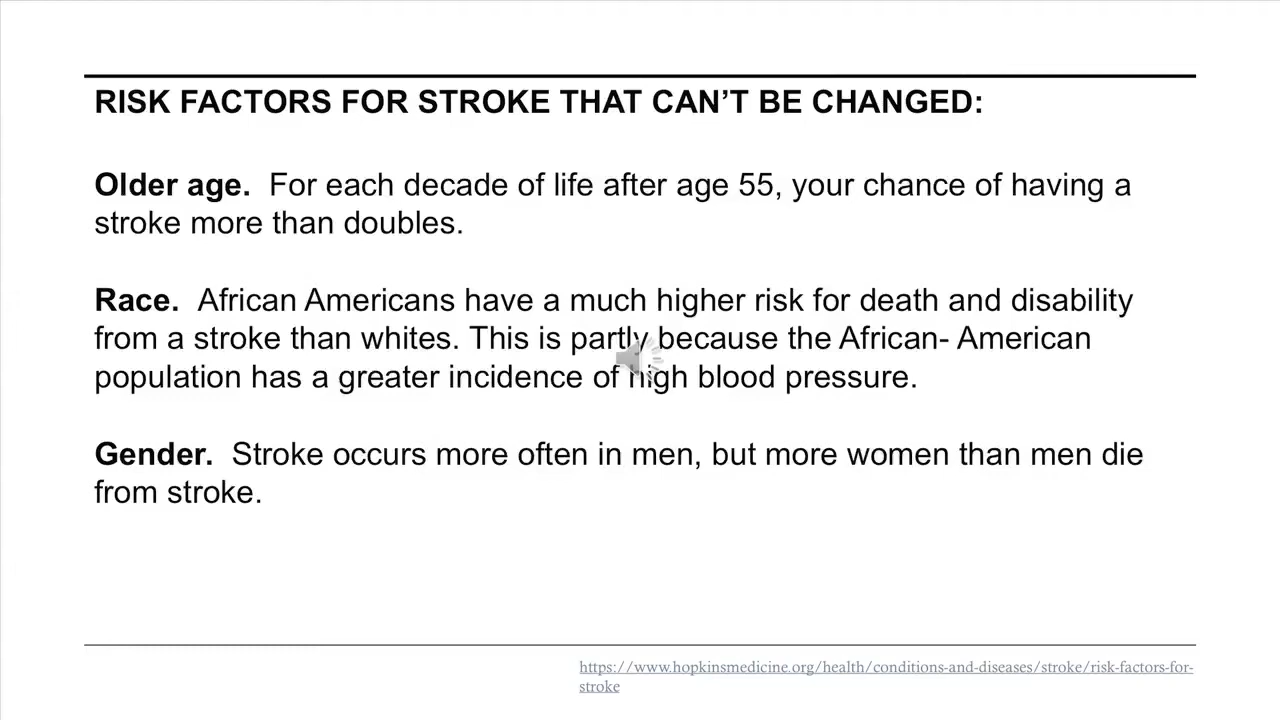 RISK FACTORS FOR STROKE THAT CAN’T BE CHANGED:
Older age.  For each decade of life after age 55, your chance of having a
stroke more than doubles.
Race.  African Americans have a much higher risk for death and disability
from a stroke than whites. This is partly because the African- American
population has a greater incidence of high blood pressure.
Gender.  Stroke occurs more often in men, but more women than men die
from stroke.
https://www.hopkinsmedicine.org/health/conditions-and-diseases/stroke/risk-factors-for-
stroke